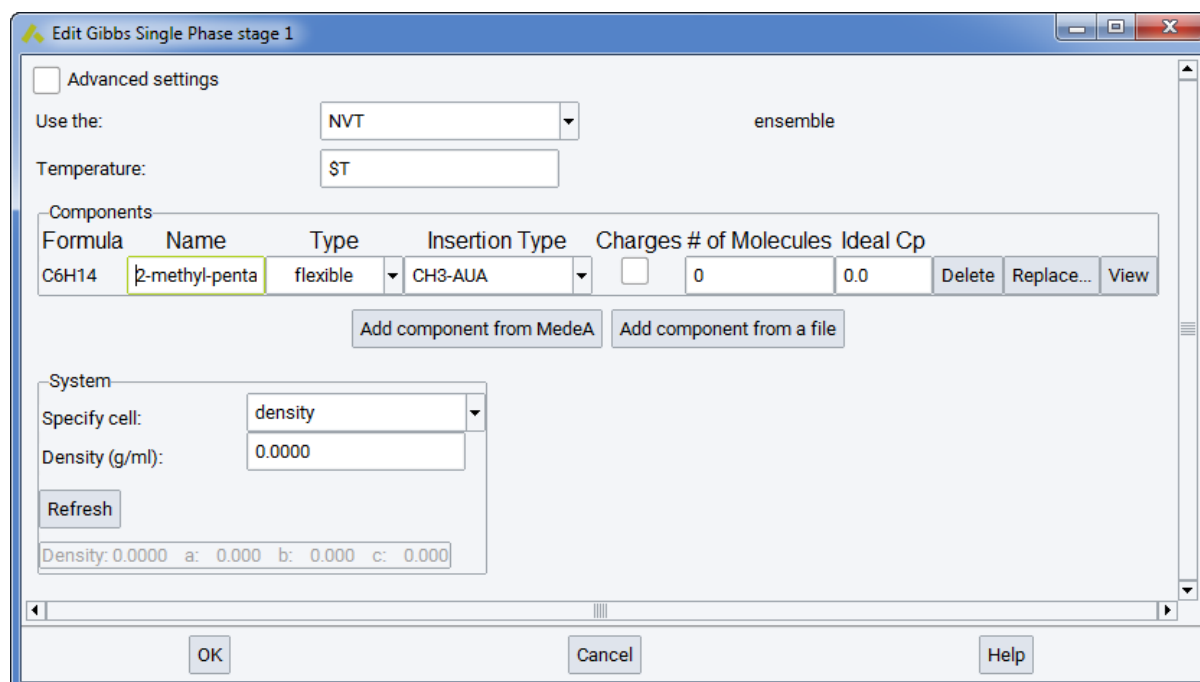 Edit Gibbs Single Phase stage 1
Advanced settings
Use the: NVT ensemble
Temperature: $T
Components
Formula Name Type Insertion Type Charges # of Molecules Ideal Cp
C6H14 2-methyl-penta flexible CH3-AUA 0 0.0 Delete Replace... View
Add component from MedeA Add component from a file
System
Specify cell: density
Density (g/ml): 0.0000
Refresh
Density: 0.0000 a: 0.000 b: 0.000 c: 0.000
OK Cancel Help